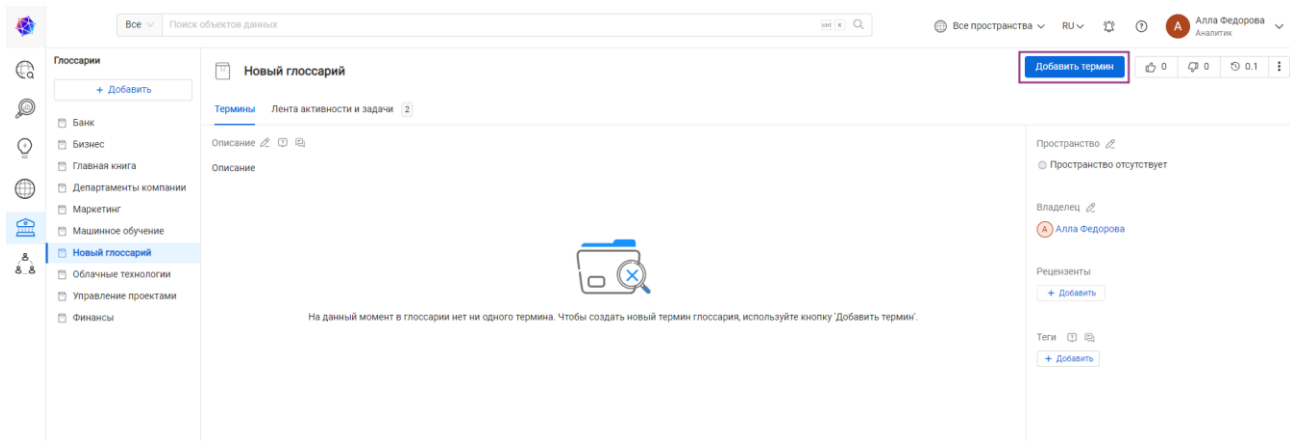 Все
Поиск объектов данных
Все пространства
RU
А
Алла Федорова
Аналитик
Глоссарии
+ Добавить
Банк
Бизнес
Главная книга
Департаменты компании
Маркетинг
Машинное обучение
Новый глоссарий
Облачные технологии
Управление проектами
Финансы
Новый глоссарий
Добавить термин
0
0
0.1
Термины Лента активности и задачи 2
Описание
Описание
На данный момент в глоссарии нет ни одного термина. Чтобы создать новый термин глоссария, используйте кнопку 'Добавить термин'.
Пространство
Пространство отсутствует
Владелец
А Алла Федорова
Рецензенты
+ Добавить
Теги
+ Добавить